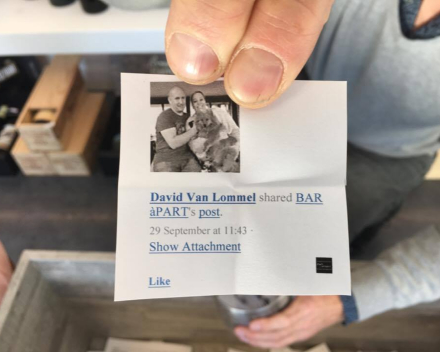 David Van Lommel shared BAR
àPART's post.
29 September at 11:43 ·
Show Attachment
Like